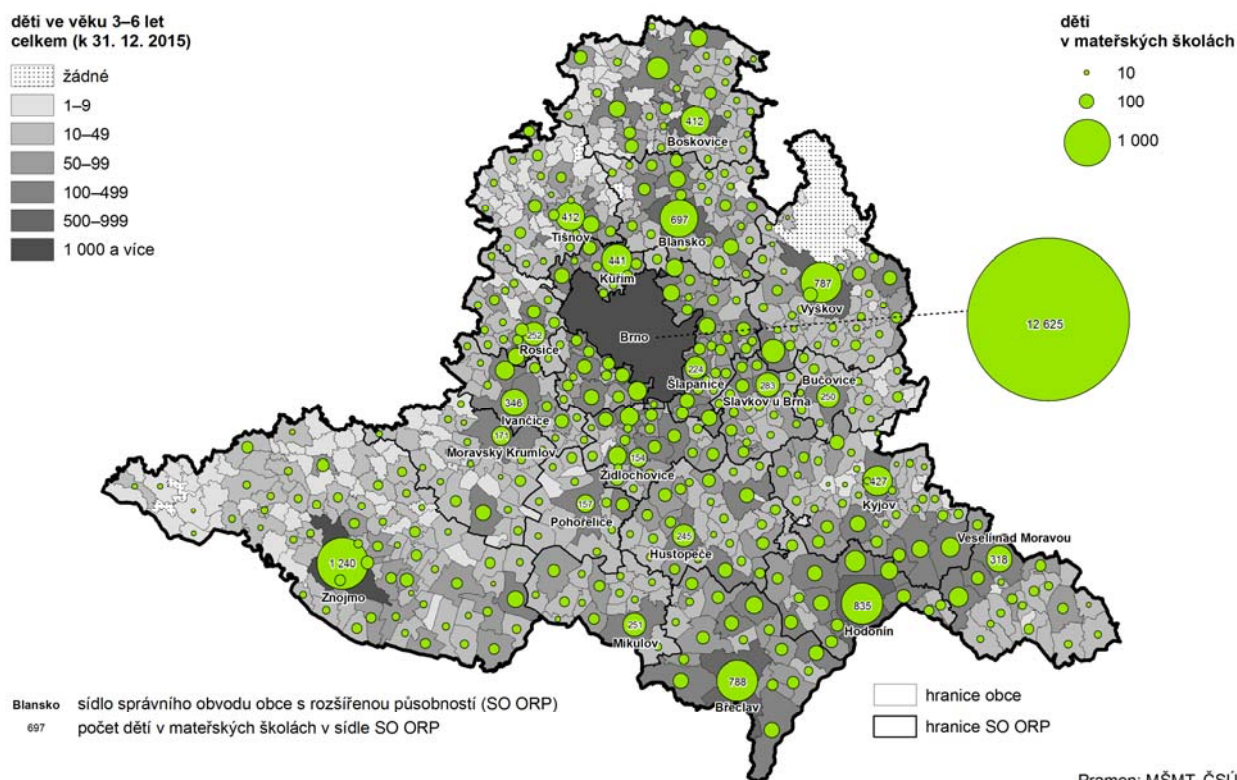 děti ve věku 3–6 let
celkem (k 31. 12. 2015)
žádné
1–9
10–49
50–99
100–499
500–999
1 000 a více
děti
v mateřských školách
10
100
1 000
412
Boskovice
412
Tišnov
697
Blansko
441
Kuřim
787
Vyškov
12 625
Brno
252
Rosice
224
Šlapanice
283
Slavkov u Brna
Bučovice
250
346
Ivančice
171
Moravský Krumlov
154
Židlochovice
427
Kyjov
157
Pohořelice
245
Hustopeče
Veselí nad Moravou
318
1 240
Znojmo
835
Hodonín
251
Mikulov
788
Břeclav
Blansko sídlo správního obvodu obce s rozšířenou působností (SO ORP)
697 počet dětí v mateřských školách v sídle SO ORP
hranice obce
hranice SO ORP
Pramen: MŠMT, ČSÚ